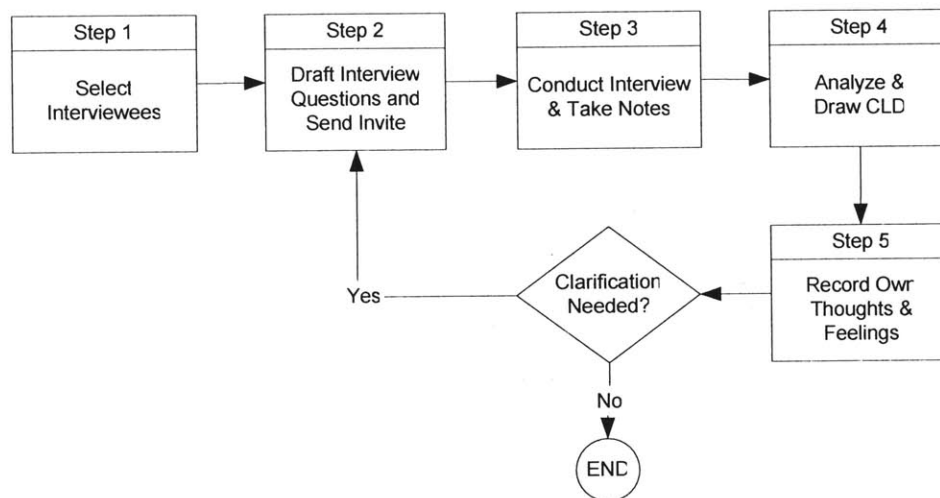 Step 1
Select
Interviewees
Step 2
Draft Interview
Questions and
Send Invite
Step 3
Conduct Interview
& Take Notes
Step 4
Analyze &
Draw CLD
Step 5
Record Own
Thoughts &
Feelings
Clarification
Needed?
Yes
No
END